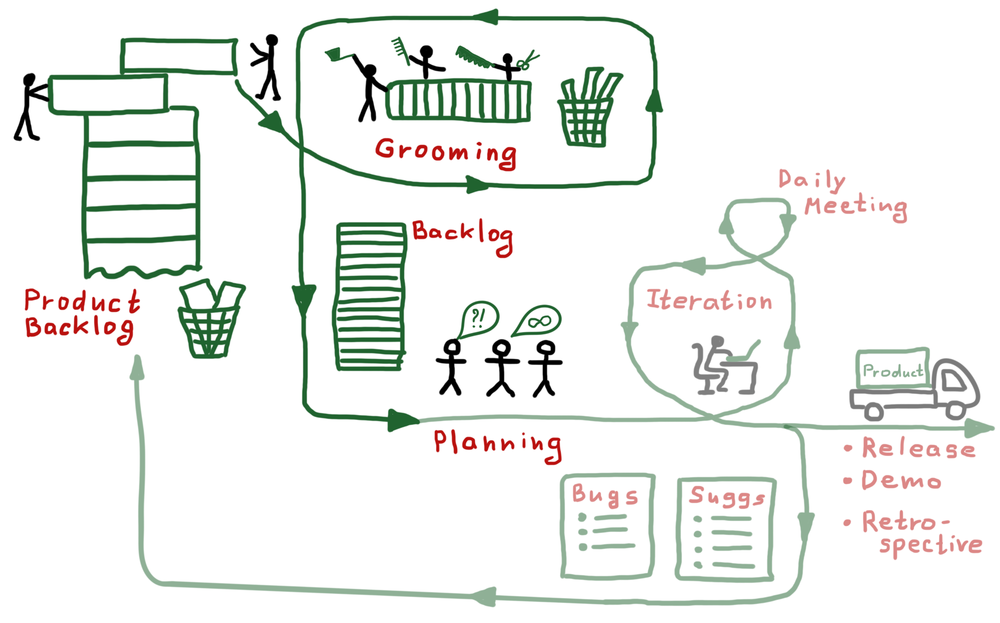 Grooming
Product
Backlog
Backlog
?!
∞
Planning
Daily
Meeting
Iteration
Product
• Release
• Demo
• Retro-
spective
Bugs
Suggs